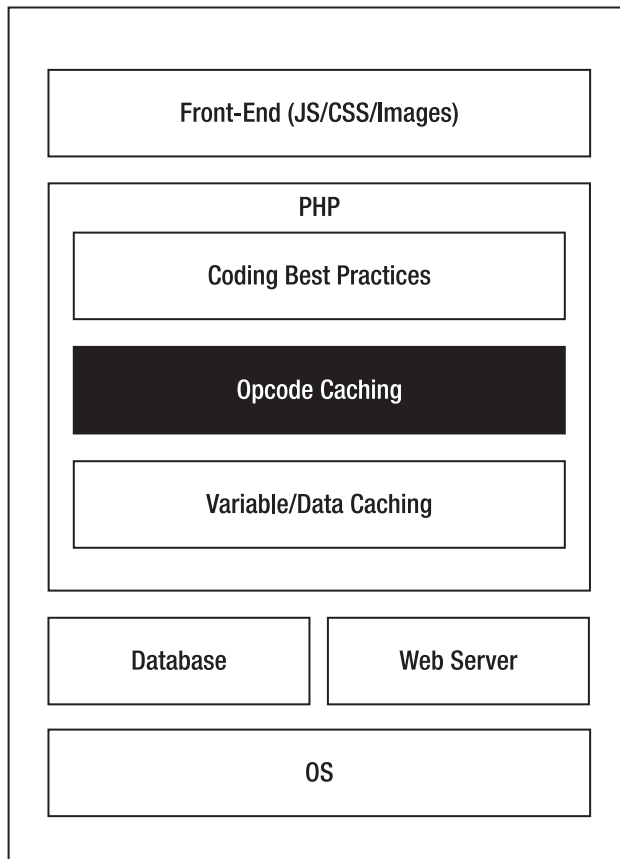 Front-End (JS/CSS/Images)
PHP
Coding Best Practices
Opcode Caching
Variable/Data Caching
Database
Web Server
OS